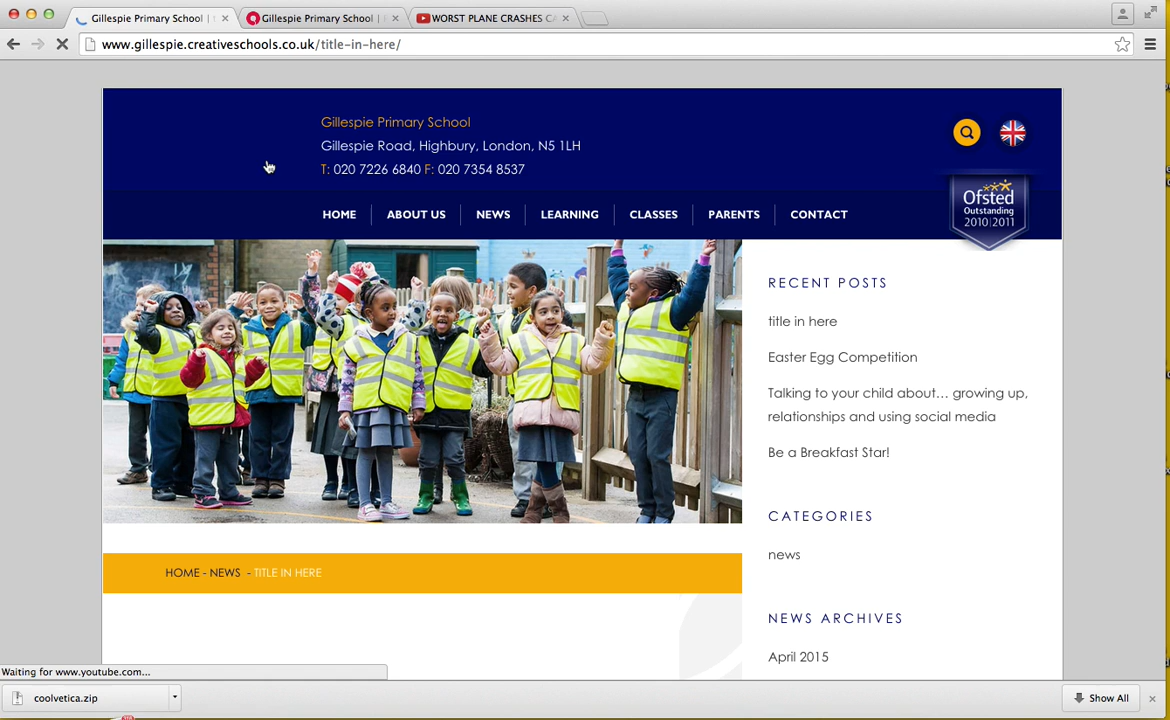 Gillespie Primary School |
Gillespie Primary School |
WORST PLANE CRASHES
www.gillespie.creativeschools.co.uk/title-in-here/
Gillespie Primary School
Gillespie Road, Highbury, London, N5 1LH
T: 020 7226 6840 F: 020 7354 8537
HOME ABOUT US NEWS LEARNING CLASSES PARENTS CONTACT
Ofsted
Outstanding
2010|2011
RECENT POSTS
title in here
Easter Egg Competition
Talking to your child about… growing up,
relationships and using social media
Be a Breakfast Star!
CATEGORIES
news
NEWS ARCHIVES
April 2015
HOME - NEWS - TITLE IN HERE
Waiting for www.youtube.com...
coolvetica.zip
Show All